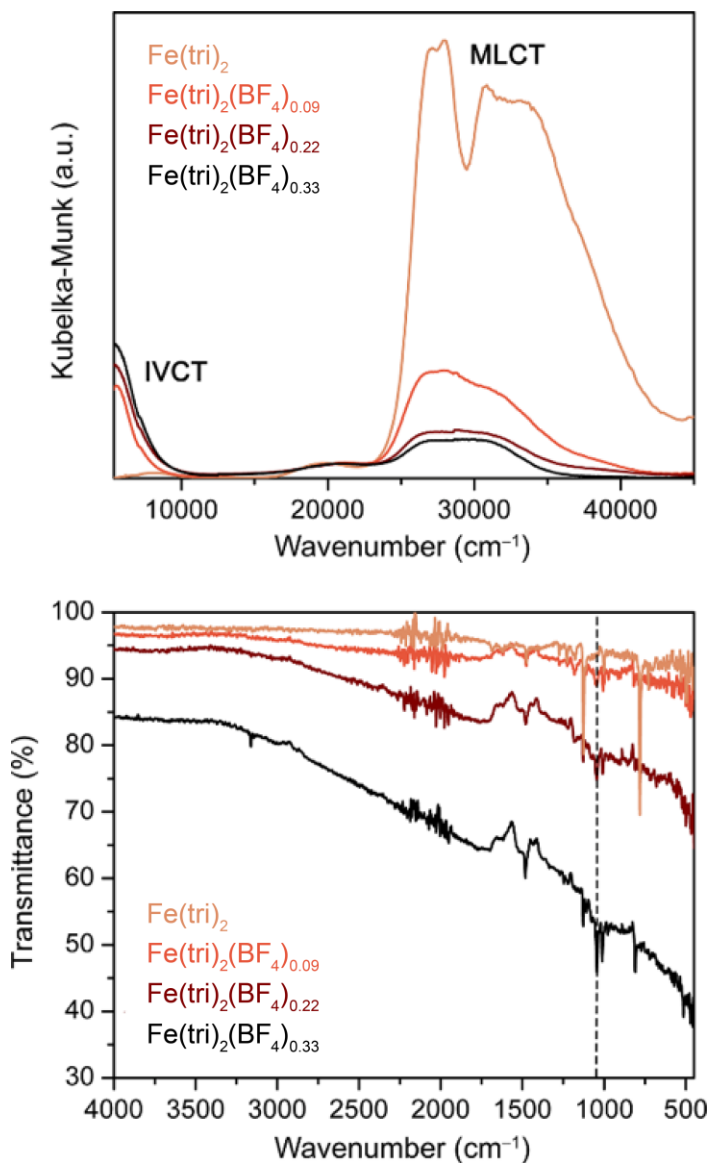 Kubelka-Munk (a.u.)
Fe(tri)₂
Fe(tri)₂(BF₄)₀.₀₉
Fe(tri)₂(BF₄)₀.₂₂
Fe(tri)₂(BF₄)₀.₃₃
MLCT
IVCT
10000 20000 30000 40000
Wavenumber (cm⁻¹)
Transmittance (%)
100
90
80
70
60
50
40
30
Fe(tri)₂
Fe(tri)₂(BF₄)₀.₀₉
Fe(tri)₂(BF₄)₀.₂₂
Fe(tri)₂(BF₄)₀.₃₃
4000 3500 3000 2500 2000 1500 1000 500
Wavenumber (cm⁻¹)